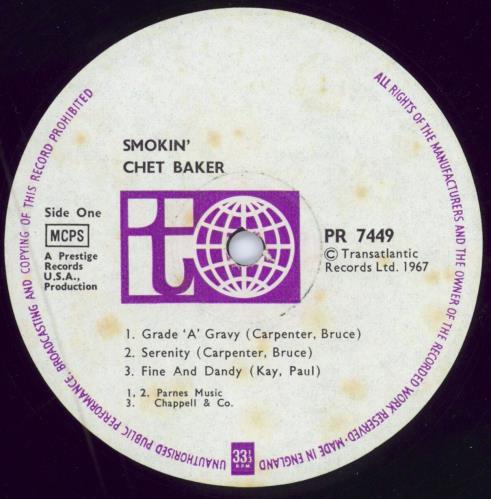 SMOKIN'
CHET BAKER
Side One
MCPS
A Prestige
Records
U.S.A.,
Production
it
PR 7449
© Transatlantic
Records Ltd. 1967
1. Grade 'A' Gravy (Carpenter, Bruce)
2. Serenity (Carpenter, Bruce)
3. Fine And Dandy (Kay, Paul)
1, 2. Parnes Music
3. Chappell & Co.
33⅓
R.P.M.
ALL RIGHTS OF THE MANUFACTURERS AND THE OWNER OF THE RECORDED WORK RESERVED·MADE IN ENGLAND
UNAUTHORISED PUBLIC PERFORMANCE, BROADCASTING AND COPYING OF THIS RECORD PROHIBITED